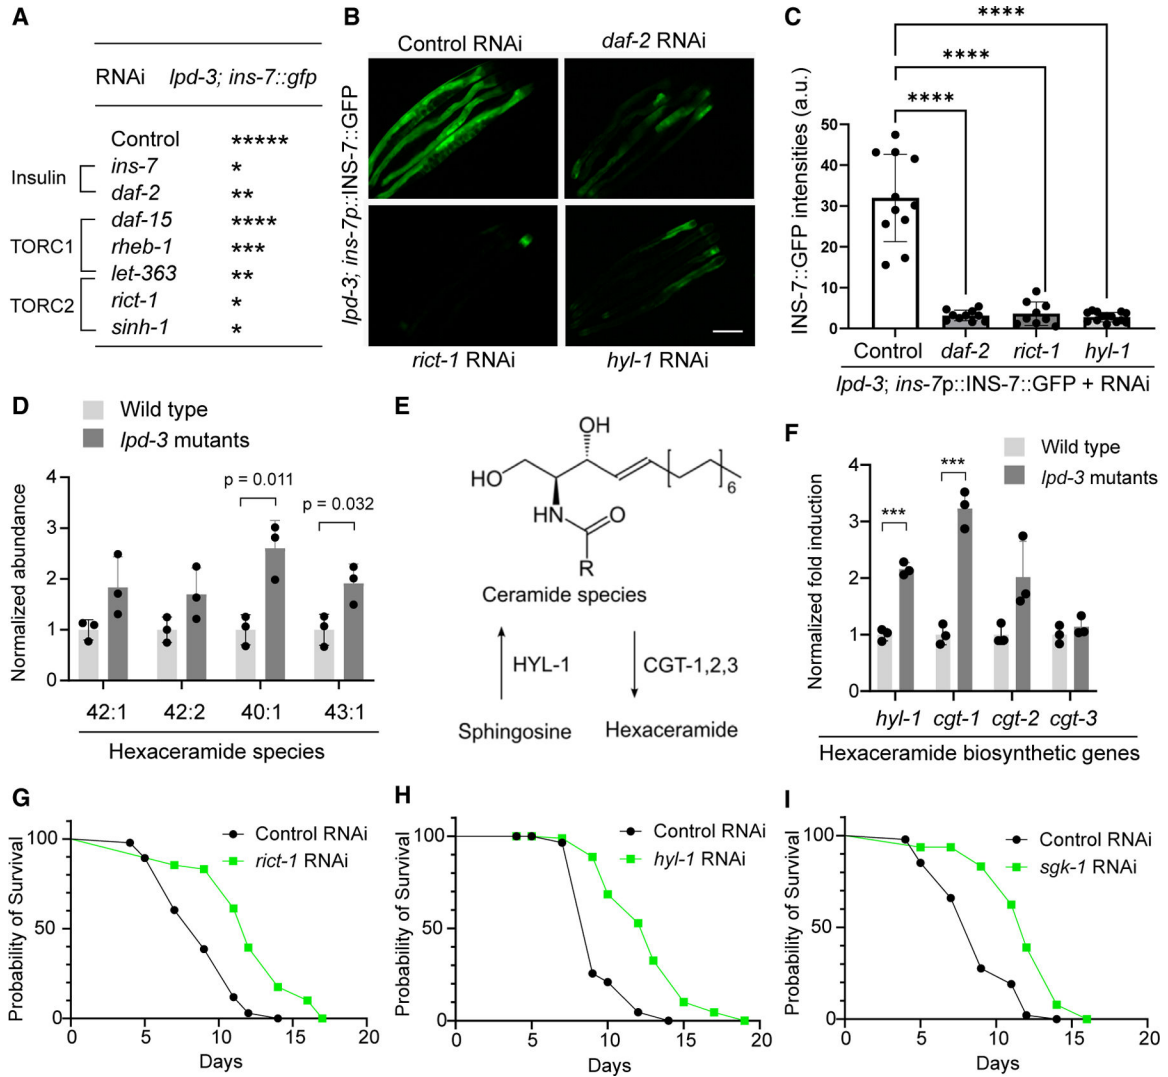 A
RNAi lpd-3; ins-7::gfp
Control *****
Insulin
ins-7 *
daf-2 **
TORC1
daf-15 ****
rheb-1 ***
let-363 **
TORC2
rict-1 *
sinh-1 *
B
Control RNAi
daf-2 RNAi
lpd-3; ins-7p::INS-7::GFP
rict-1 RNAi
hyl-1 RNAi
C
****
****
****
INS-7::GFP intensities (a.u.)
50
40
30
20
10
0
Control daf-2 rict-1 hyl-1
lpd-3; ins-7p::INS-7::GFP + RNAi
D
Wild type
lpd-3 mutants
Normalized abundance
4
3
2
1
0
p = 0.011
p = 0.032
42:1 42:2 40:1 43:1
Hexaceramide species
E
OH
HO
6
HN
O
R
Ceramide species
HYL-1
CGT-1,2,3
Sphingosine
Hexaceramide
F
Wild type
lpd-3 mutants
Normalized fold induction
4
3
2
1
0
***
***
hyl-1 cgt-1 cgt-2 cgt-3
Hexaceramide biosynthetic genes
G
Control RNAi
rict-1 RNAi
Probability of Survival
100
50
0
0 5 10 15 20
Days
H
Control RNAi
hyl-1 RNAi
Probability of Survival
100
50
0
0 5 10 15 20
Days
I
Control RNAi
sgk-1 RNAi
Probability of Survival
100
50
0
0 5 10 15 20
Days